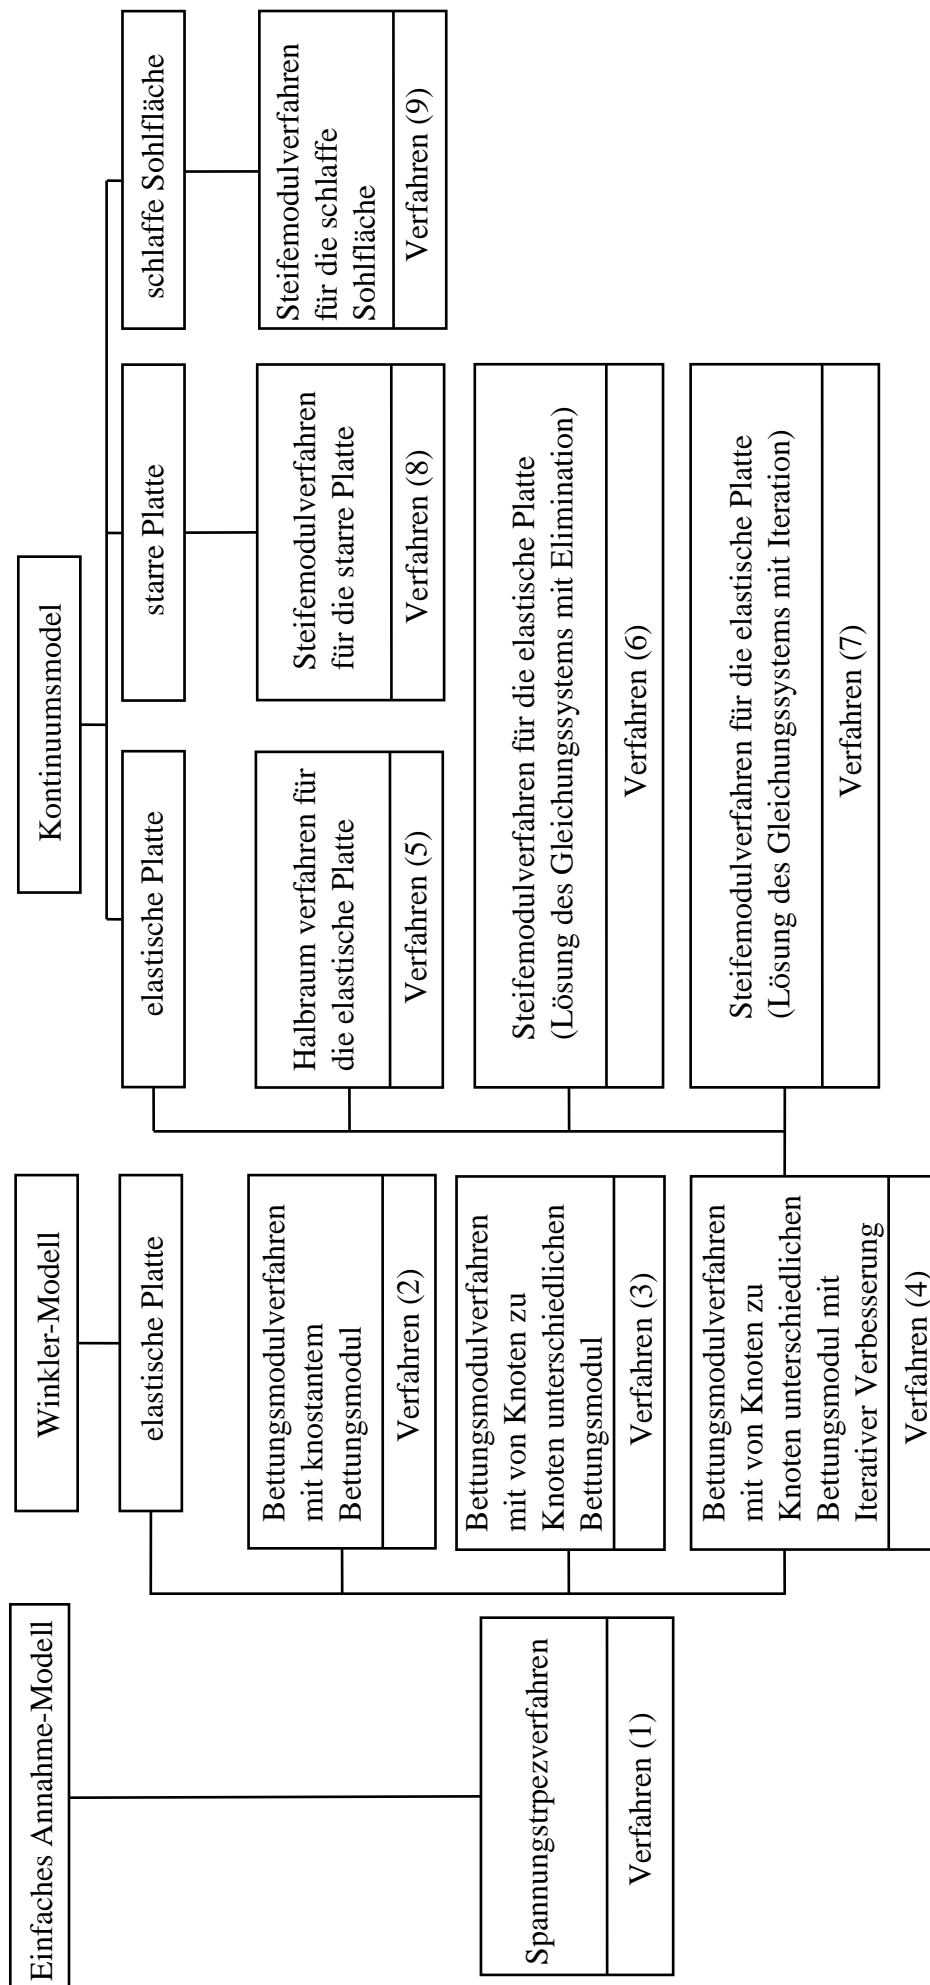 Einfaches Annahme-Modell
Spannungstrpezverfahren
Verfahren (1)
Winkler-Modell
elastische Platte
Bettungsmodulverfahren
mit knostantem
Bettungsmodul
Verfahren (2)
Bettungsmodulverfahren
mit von Knoten zu
Knoten unterschiedlichen
Bettungsmodul
Verfahren (3)
Bettungsmodulverfahren
mit von Knoten zu
Knoten unterschiedlichen
Bettungsmodul mit
Iterativer Verbesserung
Verfahren (4)
Kontinuumsmodel
elastische Platte
Halbraum verfahren für
die elastische Platte
Verfahren (5)
Steifemodulverfahren für die elastische Platte
(Lösung des Gleichungssystems mit Elimination)
Verfahren (6)
Steifemodulverfahren für die elastische Platte
(Lösung des Gleichungssystems mit Iteration)
Verfahren (7)
starre Platte
Steifemodulverfahren
für die starre Platte
Verfahren (8)
schlaffe Sohlfläche
Steifemodulverfahren
für die schlaffe
Sohlfläche
Verfahren (9)